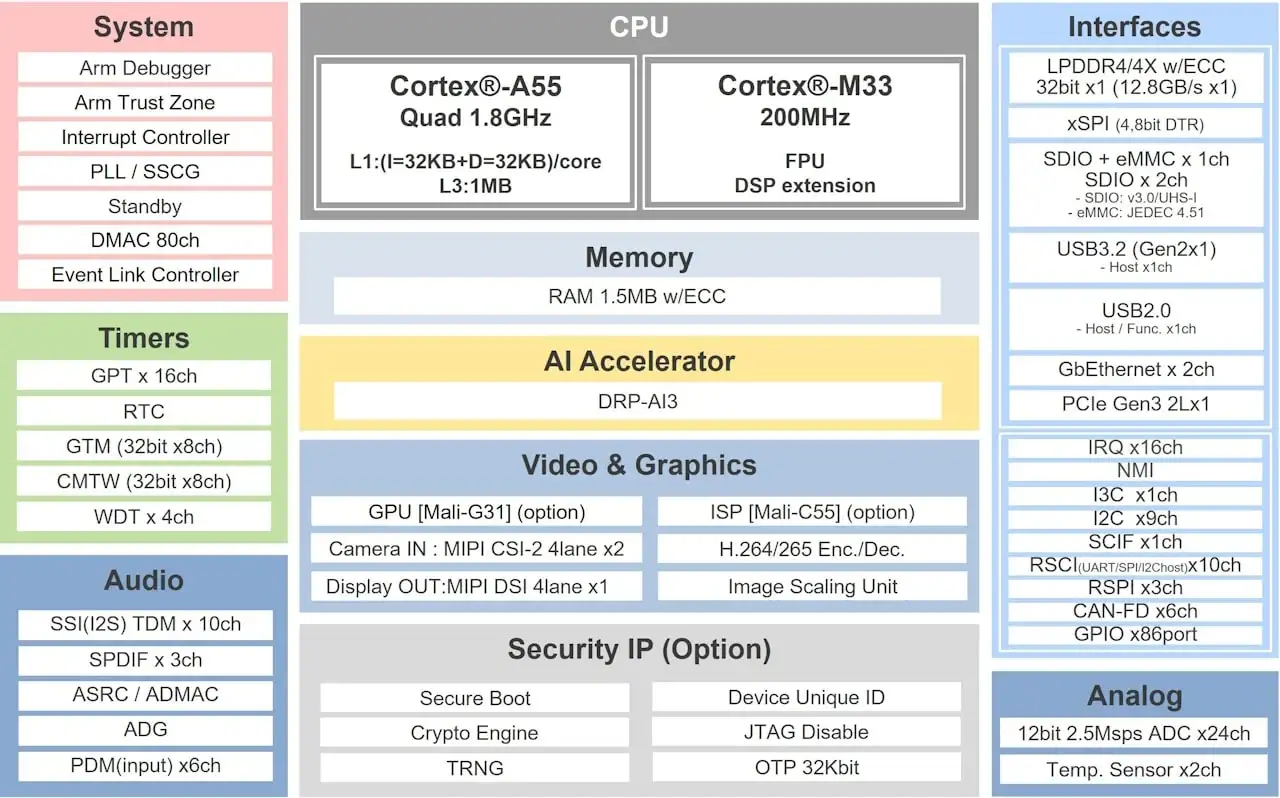 System
Arm Debugger
Arm Trust Zone
Interrupt Controller
PLL / SSCG
Standby
DMAC 80ch
Event Link Controller
Timers
GPT x 16ch
RTC
GTM (32bit x8ch)
CMTW (32bit x8ch)
WDT x 4ch
Audio
SSI(I2S) TDM x 10ch
SPDIF x 3ch
ASRC / ADMAC
ADG
PDM(input) x6ch
CPU
Cortex®-A55
Quad 1.8GHz
L1:(I=32KB+D=32KB)/core
L3:1MB
Cortex®-M33
200MHz
FPU
DSP extension
Memory
RAM 1.5MB w/ECC
AI Accelerator
DRP-AI3
Video & Graphics
GPU [Mali-G31] (option)
ISP [Mali-C55] (option)
Camera IN : MIPI CSI-2 4lane x2
H.264/265 Enc./Dec.
Display OUT:MIPI DSI 4lane x1
Image Scaling Unit
Security IP (Option)
Secure Boot
Device Unique ID
Crypto Engine
JTAG Disable
TRNG
OTP 32Kbit
Interfaces
LPDDR4/4X w/ECC
32bit x1 (12.8GB/s x1)
xSPI (4,8bit DTR)
SDIO + eMMC x 1ch
SDIO x 2ch
- SDIO: v3.0/UHS-I
- eMMC: JEDEC 4.51
USB3.2 (Gen2x1)
- Host x1ch
USB2.0
- Host / Func. x1ch
GbEthernet x 2ch
PCIe Gen3 2Lx1
IRQ x16ch
NMI
I3C x1ch
I2C x9ch
SCIF x1ch
RSCI(UART/SPI/I2Chost)x10ch
RSPI x3ch
CAN-FD x6ch
GPIO x86port
Analog
12bit 2.5Msps ADC x24ch
Temp. Sensor x2ch